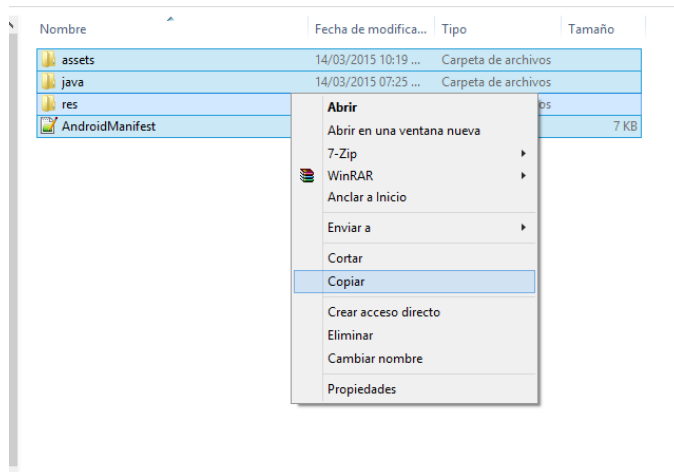 Nombre Fecha de modifica... Tipo Tamaño
assets 14/03/2015 10:19 ... Carpeta de archivos
java 14/03/2015 07:25 ... Carpeta de archivos
res os
AndroidManifest 7 KB
Abrir
Abrir en una ventana nueva
7-Zip
WinRAR
Anclar a Inicio
Enviar a
Cortar
Copiar
Crear acceso directo
Eliminar
Cambiar nombre
Propiedades